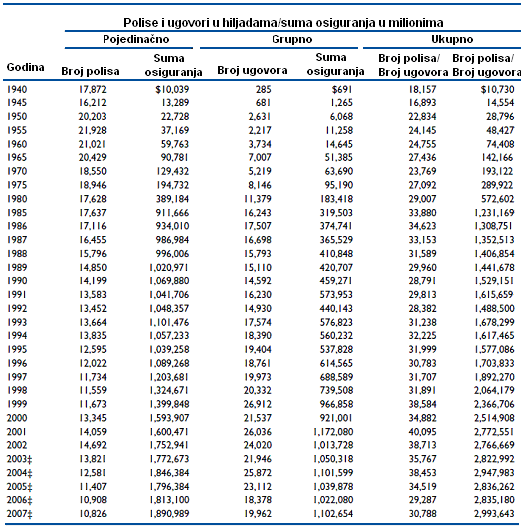 Polise i ugovori u hiljadama/suma osiguranja u milionima
Pojedinačno Grupno Ukupno
Godina Broj polisa Suma osiguranja Broj ugovora Suma osiguranja Broj polisa/ Broj ugovora Broj polisa/ Broj ugovora
1940 17,872 $10,039 285 $691 18,157 $10,730
1945 16,212 13,289 681 1,265 16,893 14,554
1950 20,203 22,728 2,631 6,068 22,834 28,796
1955 21,928 37,169 2,217 11,258 24,145 48,427
1960 21,021 59,763 3,734 14,645 24,755 74,408
1965 20,429 90,781 7,007 51,385 27,436 142,166
1970 18,550 129,432 5,219 63,690 23,769 193,122
1975 18,946 194,732 8,146 95,190 27,092 289,922
1980 17,628 389,184 11,379 183,418 29,007 572,602
1985 17,637 911,666 16,243 319,503 33,880 1,231,169
1986 17,116 934,010 17,507 374,741 34,623 1,308,751
1987 16,455 986,984 16,698 365,529 33,153 1,352,513
1988 15,796 996,006 15,793 410,848 31,589 1,406,854
1989 14,850 1,020,971 15,110 420,707 29,960 1,441,678
1990 14,199 1,069,880 14,592 459,271 28,791 1,529,151
1991 13,583 1,041,706 16,230 573,953 29,813 1,615,659
1992 13,452 1,048,357 14,930 440,143 28,382 1,488,500
1993 13,664 1,101,476 17,574 576,823 31,238 1,678,299
1994 13,835 1,057,233 18,390 560,232 32,225 1,617,465
1995 12,595 1,039,258 19,404 537,828 31,999 1,577,086
1996 12,022 1,089,268 18,761 614,565 30,783 1,703,833
1997 11,734 1,203,681 19,973 688,589 31,707 1,892,270
1998 11,559 1,324,671 20,332 739,508 31,891 2,064,179
1999 11,673 1,399,848 26,912 966,858 38,584 2,366,706
2000 13,345 1,593,907 21,537 921,001 34,882 2,514,908
2001 14,059 1,600,471 26,036 1,172,080 40,095 2,772,551
2002 14,692 1,752,941 24,020 1,013,728 38,713 2,766,669
2003‡ 13,821 1,772,673 21,946 1,050,318 35,767 2,822,992
2004‡ 12,581 1,846,384 25,872 1,101,599 38,453 2,947,983
2005‡ 11,407 1,796,384 23,112 1,039,878 34,519 2,836,262
2006‡ 10,908 1,813,100 18,378 1,022,080 29,287 2,835,180
2007‡ 10,826 1,890,989 19,962 1,102,654 30,788 2,993,643